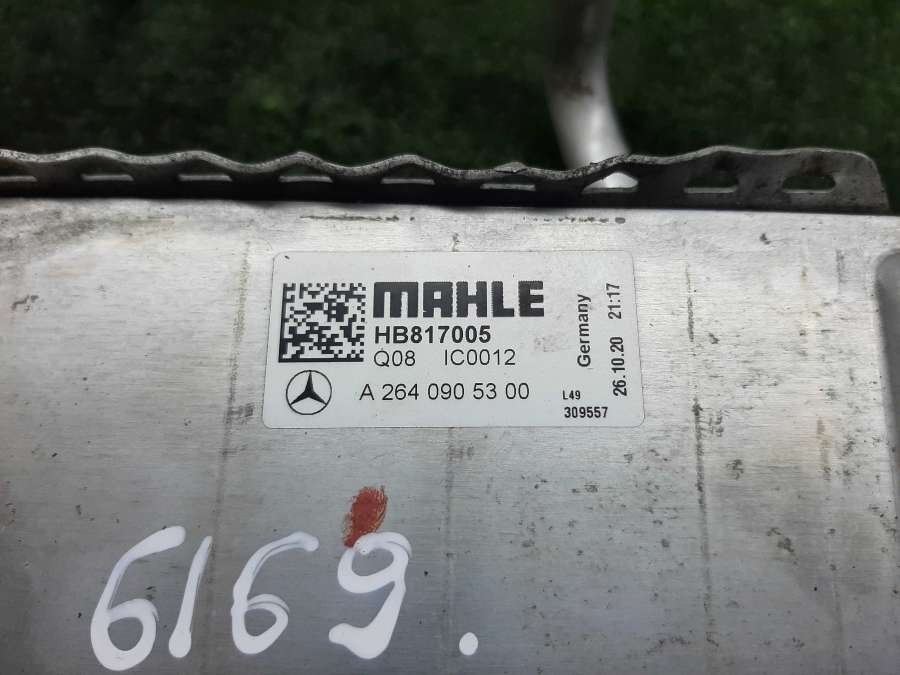 MAHLE
HB817005
Q08 IC0012
A 264 090 53 00
Germany
26.10.20 21:17
L49
309557
6169.